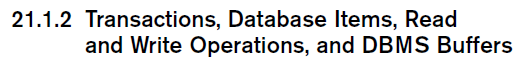 21.1.2 Transactions, Database Items, Read
and Write Operations, and DBMS Buffers